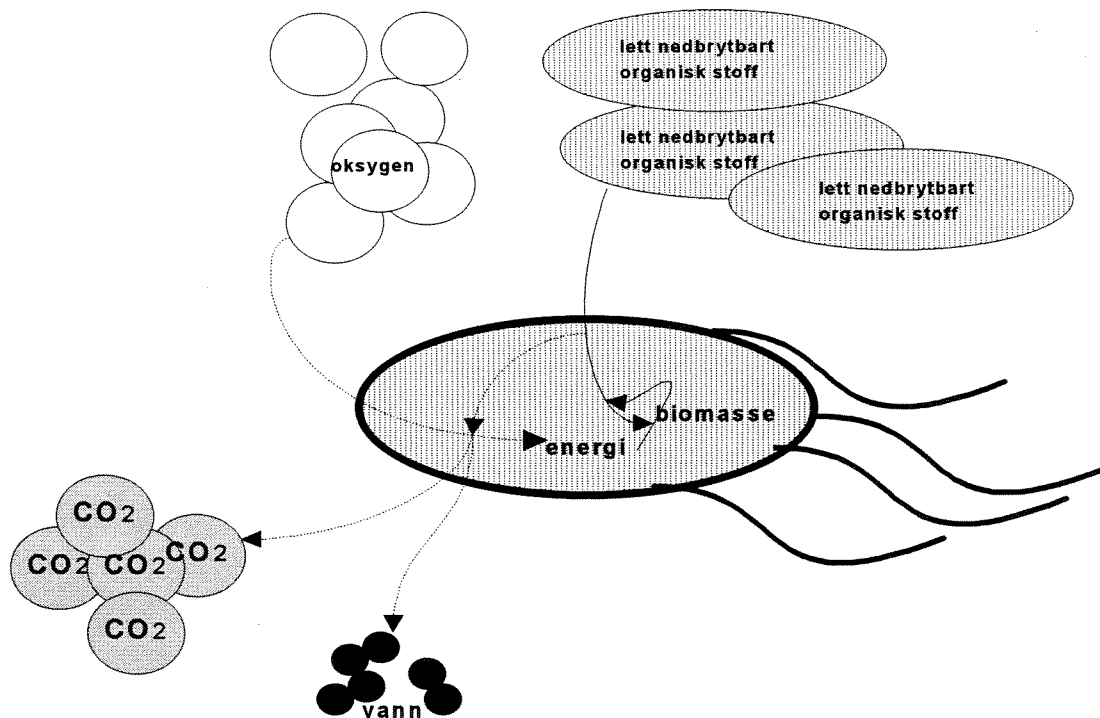 lett nedbrytbart
organisk stoff
lett nedbrytbart
organisk stoff
oksygen
lett nedbrytbart
organisk stoff
biomasse
energi
CO2
CO2
CO2
CO2
CO2
vann